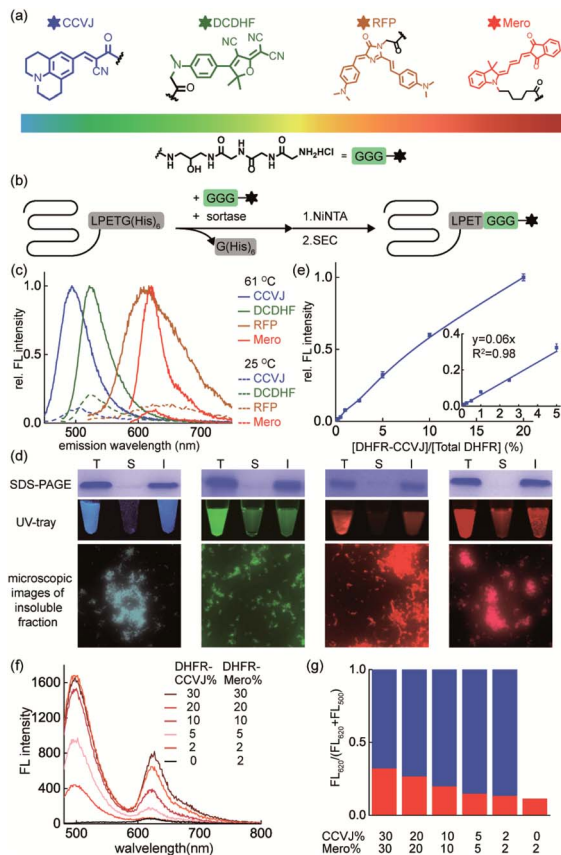 (a)
CCVJ
DCDHF
RFP
Mero
NH2HCl = GGG
(b)
LPETG(His)6
+ GGG
+ sortase
G(His)6
1.NiNTA
2.SEC
LPET GGG
(c)
rel. FL intensity
1.0
0.5
0.0
500 600 700
emission wavelength(nm)
61 °C
CCVJ
DCDHF
RFP
Mero
25 °C
CCVJ
DCDHF
RFP
Mero
(e)
rel. FL intensity
1.0
0.5
0.0
0 5 10 15 20
[DHFR-CCVJ]/[Total DHFR] (%)
0.4
0.2
0.0
0 1 2 3 4 5
y=0.06x
R²=0.98
(d)
T S I T S I T S I T S I
SDS-PAGE
UV-tray
microscopic
images of
insoluble
fraction
(f)
FL intensity
1600
1200
800
400
0
500 600 700 800
wavelength(nm)
DHFR- DHFR-
CCVJ% Mero%
30 30
20 20
10 10
5 5
2 2
0 2
(g)
FL620/(FL620+FL500)
1.0
0.5
0.0
CCVJ% 30 20 10 5 2 0
Mero% 30 20 10 5 2 2